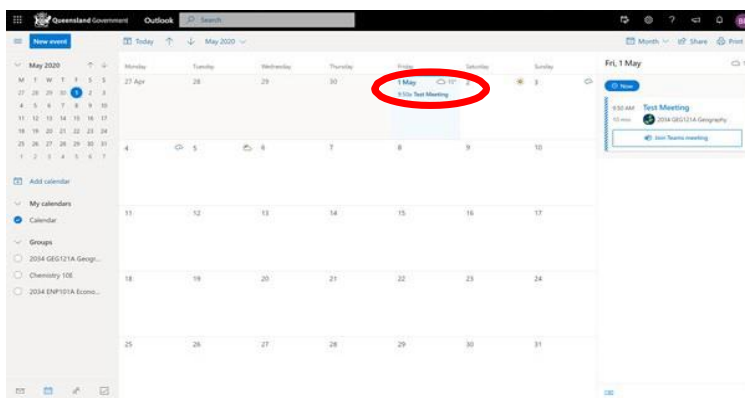 Queensland Government
Outlook
Search
New event
Today
May 2020
Month
Share
Print
May 2020
M T W T F S S
27 28 29 30 1 2 3
4 5 6 7 8 9 10
11 12 13 14 15 16 17
18 19 20 21 22 23 24
25 26 27 28 29 30 31
1 2 3 4 5 6 7
Add calendar
My calendars
Calendar
Groups
2034 GEG121A Geogr...
Chemistry 10E
2034 ENP101A Econo...
Monday Tuesday Wednesday Thursday Friday Saturday Sunday
27 Apr 28 29 30 1 May 11° 2 3
9:50a Test Meeting
4 5 6 7 8 9 10
11 12 13 14 15 16 17
18 19 20 21 22 23 24
25 26 27 28 29 30 31
Fri, 1 May
Now
9:50 AM Test Meeting
10 min 2034 GEG121A Geography
Join Teams meeting